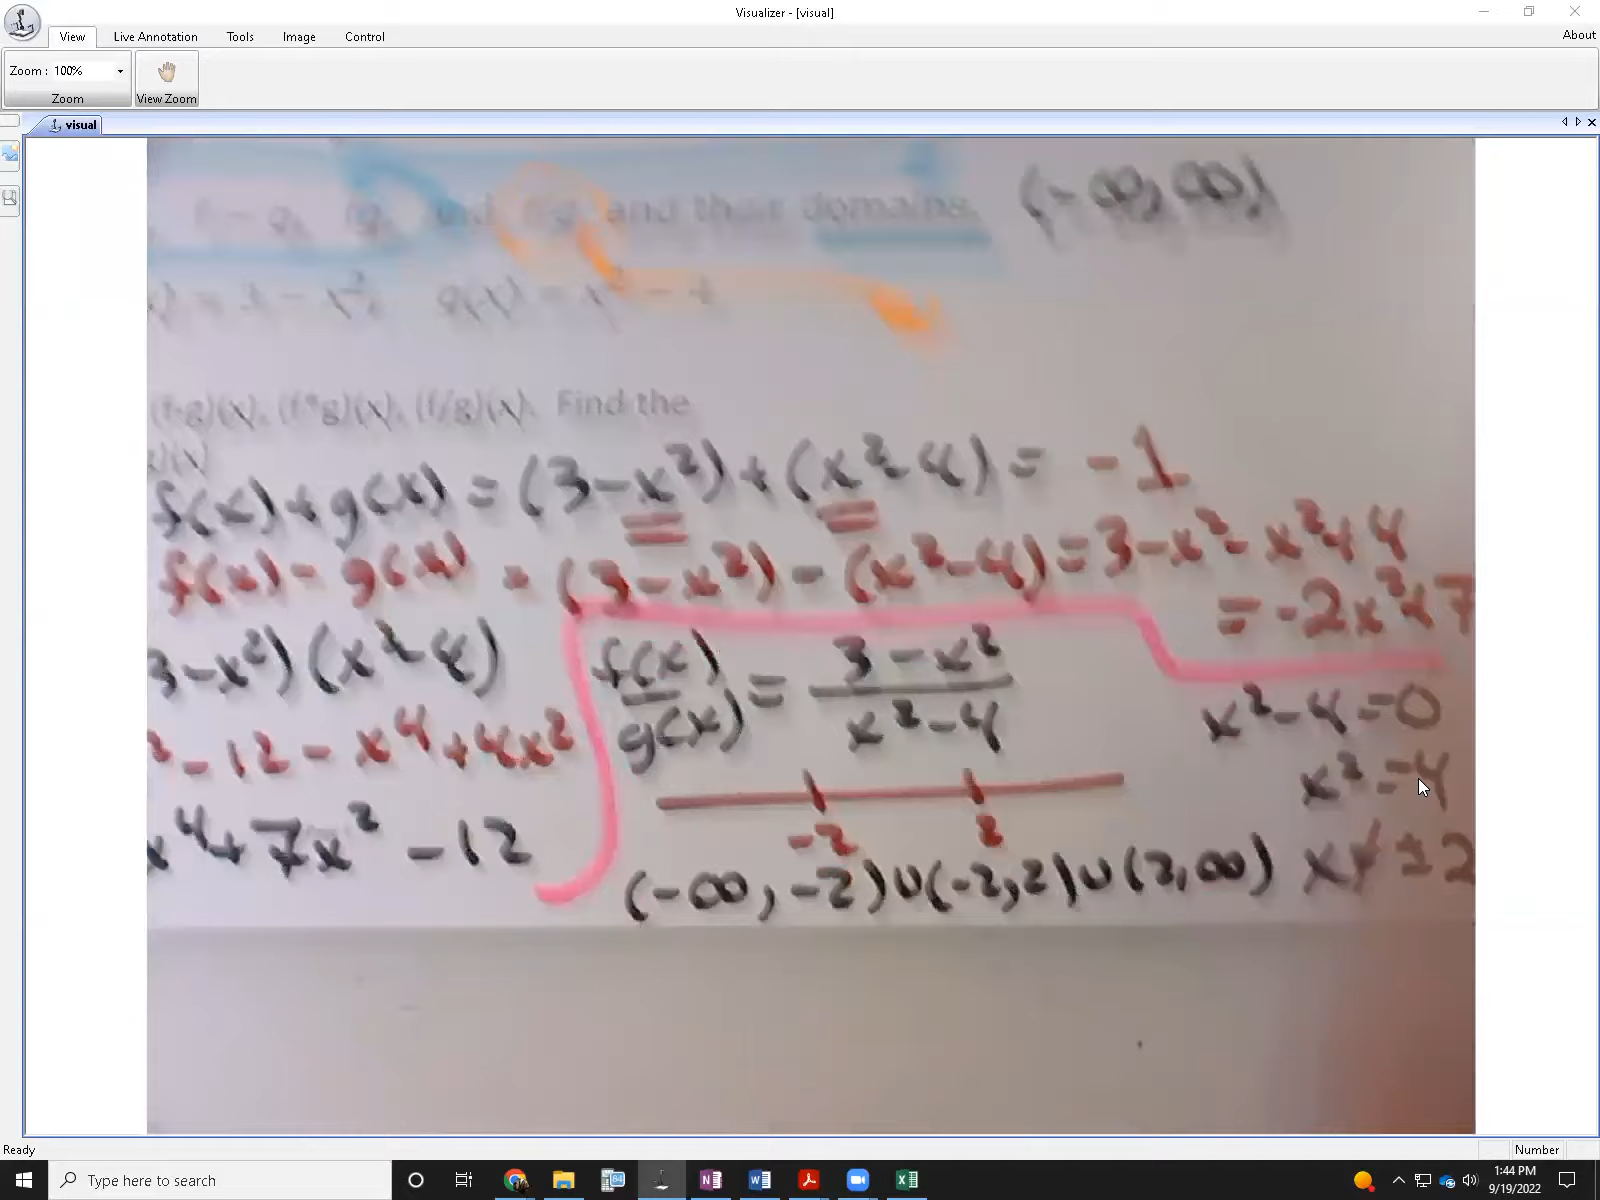 Visualizer - [visual]
View Live Annotation Tools Image Control About
Zoom : 100%
Zoom View Zoom
visual
and their domains. (-∞, ∞)
g(x) = x² - 4
(f-g)(x), (f*g)(x), (f/g)(x). Find the
f(x)+g(x) = (3-x²)+(x²-4) = -1
f(x) - g(x) = (3-x²) - (x²-4) = 3-x²-x²+4
= -2x²+7
3-x²)(x²-4)
f(x)/g(x) = (3-x²)/(x²-4)
x²-4=0
² -12 - x⁴+4x²
x² = 4
-2 2
x⁴+7x² -12
(-∞, -2)∪(-2,2)∪(2,∞) x≠±2
Ready Number
Type here to search
1:44 PM
9/19/2022